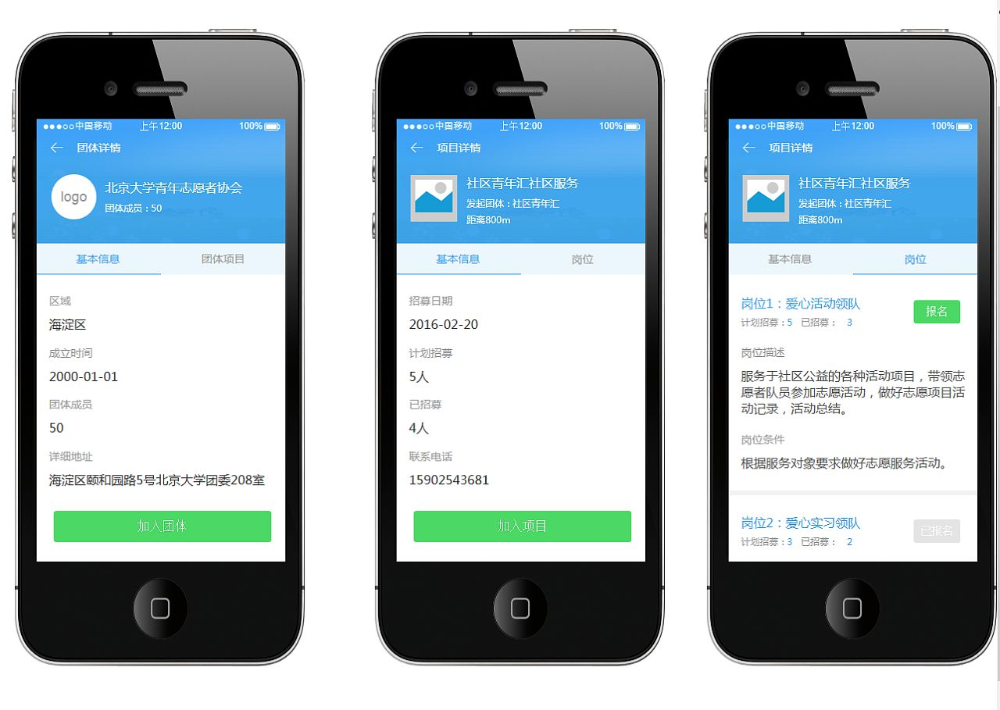 中国移动 上午12:00 100%
团体详情
logo
北京大学青年志愿者协会
团体成员：50
基本信息 团体项目
区域
海淀区
成立时间
2000-01-01
团体成员
50
详细地址
海淀区颐和园路5号北京大学团委208室
加入团体
中国移动 上午12:00 100%
项目详情
社区青年汇社区服务
发起团体：社区青年汇
距离800m
基本信息 岗位
招募日期
2016-02-20
计划招募
5人
已招募
4人
联系电话
15902543681
加入项目
中国移动 上午12:00 100%
项目详情
社区青年汇社区服务
发起团体：社区青年汇
距离800m
基本信息 岗位
岗位1：爱心活动领队
报名
计划招募：5 已招募： 3
岗位描述
服务于社区公益的各种活动项目，带领志
愿者队员参加志愿活动，做好志愿项目活
动记录，活动总结。
岗位条件
根据服务对象要求做好志愿服务活动。
岗位2：爱心实习领队
已报名
计划招募：3 已招募： 2